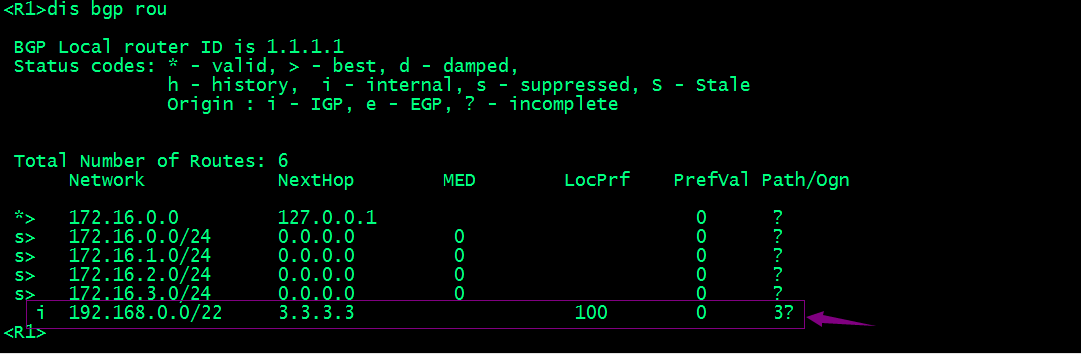 <R1>dis bgp rou
BGP Local router ID is 1.1.1.1
Status codes: * - valid, > - best, d - damped,
h - history,  i - internal, s - suppressed, S - Stale
Origin : i - IGP, e - EGP, ? - incomplete
Total Number of Routes: 6
Network NextHop MED LocPrf PrefVal Path/Ogn
*> 172.16.0.0 127.0.0.1 0 ?
s> 172.16.0.0/24 0.0.0.0 0 0 ?
s> 172.16.1.0/24 0.0.0.0 0 0 ?
s> 172.16.2.0/24 0.0.0.0 0 0 ?
s> 172.16.3.0/24 0.0.0.0 0 0 ?
i 192.168.0.0/22 3.3.3.3 100 0 3?
<R1>